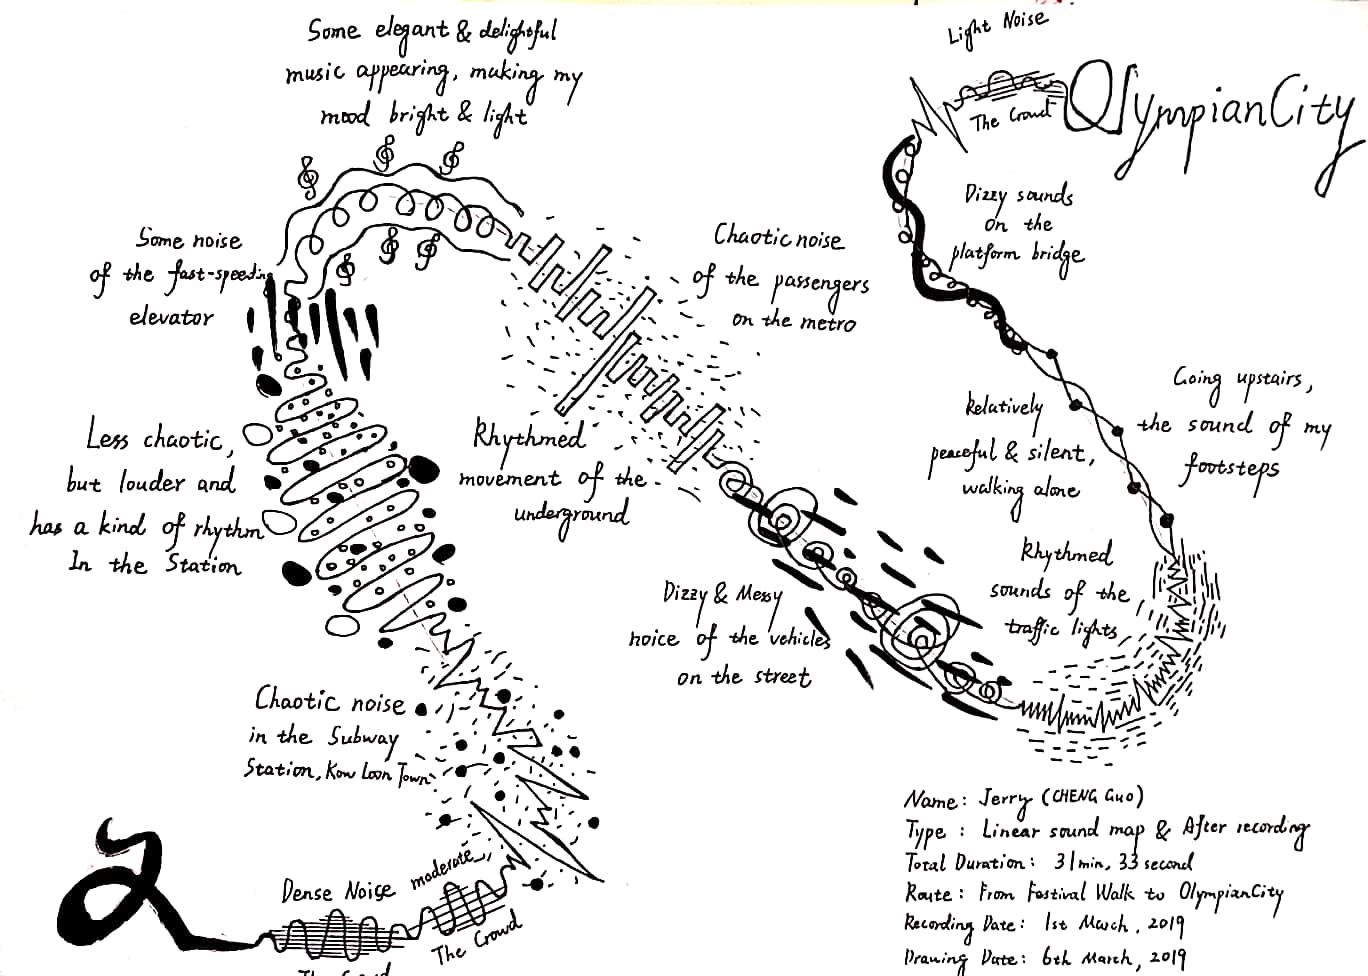 Some elegant & delightful
music appearing, making my
mood bright & light
Light Noise
The Crowd
OlympianCity
Dizzy sounds
on the
platform bridge
Some noise
of the fast-speeding
elevator
Chaotic noise
of the passengers
on the metro
Going upstairs,
the sound of my
footsteps
Relatively
peaceful & silent,
walking alone
Less chaotic,
but louder and
has a kind of rhythm
In the Station
Rhythmed
movement of the
underground
Rhythmed
sounds of the
traffic lights
Dizzy & Messy
noice of the vehicles
on the street
Chaotic noise
in the Subway
Station, Kow Loon Town
Dense Noise
moderate
The Crowd
The Crowd
Name: Jerry (CHENG Guo)
Type : Linear sound map & After recording
Total Duration: 31min, 33 second
Route: From Fastival Walk to OlympianCity
Recording Date: 1st March, 2019
Drawing Date: 6th March, 2019